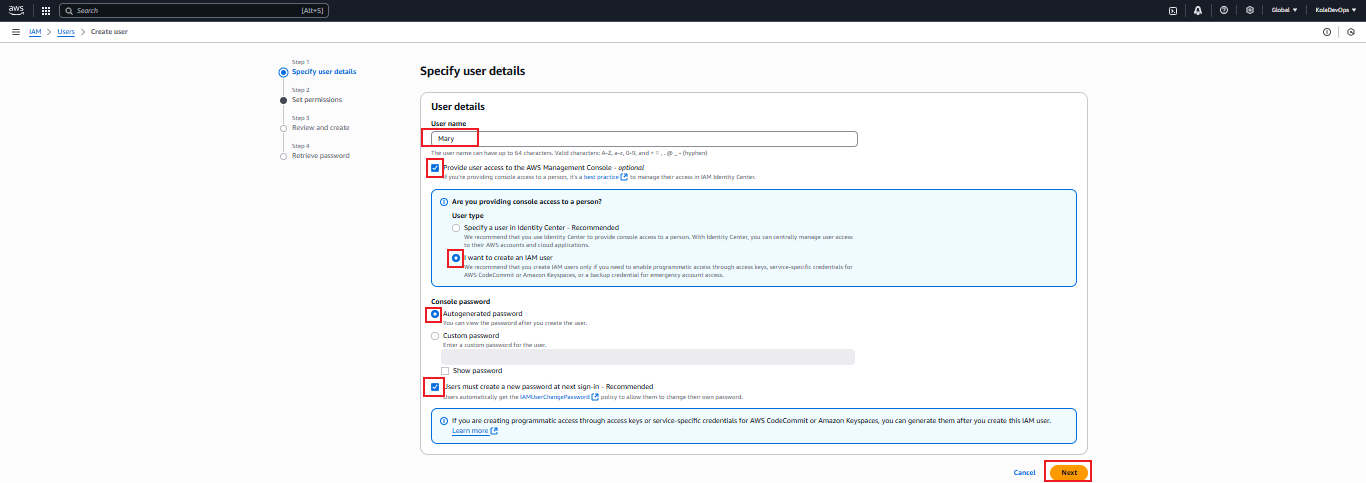 aws
Search [Alt+S]
Global
KoladevOps
IAM > Users > Create user
Step 1
Specify user details
Step 2
Set permissions
Step 3
Review and create
Step 4
Retrieve password
Specify user details
User details
User name
Mary
The user name can have up to 64 characters. Valid characters: A-Z, a-z, 0-9, and + = , . @ _ - (hyphen)
Provide user access to the AWS Management Console - optional
If you're providing console access to a person, it's a best practice to manage their access in IAM Identity Center.
Are you providing console access to a person?
User type
Specify a user in Identity Center - Recommended
We recommend that you use Identity Center to provide console access to a person. With Identity Center, you can centrally manage user access
to their AWS accounts and cloud applications.
I want to create an IAM user
We recommend that you create IAM users only if you need to enable programmatic access through access keys, service-specific credentials for
AWS CodeCommit or Amazon Keyspaces, or a backup credential for emergency account access.
Console password
Autogenerated password
You can view the password after you create the user.
Custom password
Enter a custom password for the user.
Show password
Users must create a new password at next sign-in - Recommended
Users automatically get the IAMUserChangePassword policy to allow them to change their own password.
If you are creating programmatic access through access keys or service-specific credentials for AWS CodeCommit or Amazon Keyspaces, you can generate them after you create this IAM user.
Learn more
Cancel
Next